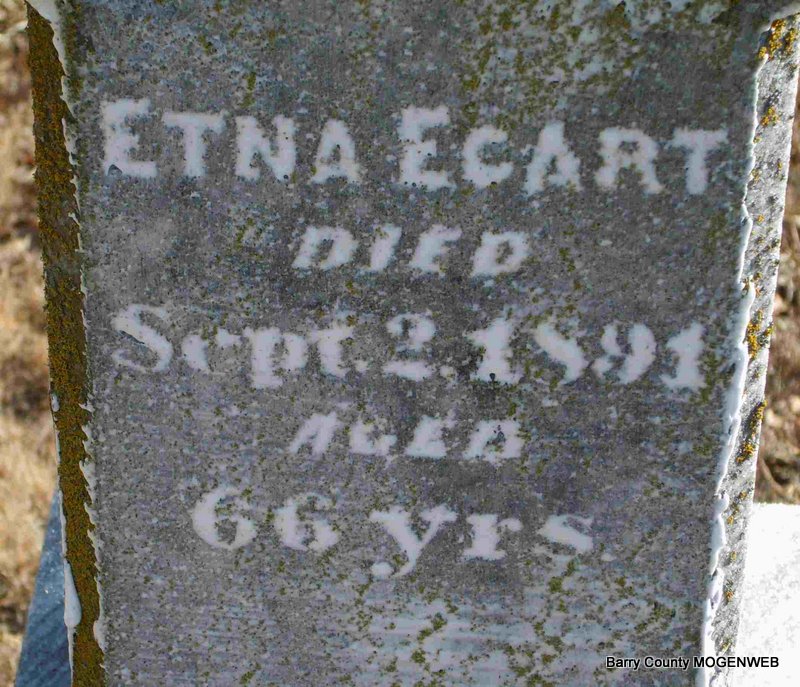 ETNA ECART
DIED
Sept. 2. 1891
AGED
66 yrs.
Barry County MOGENWEB